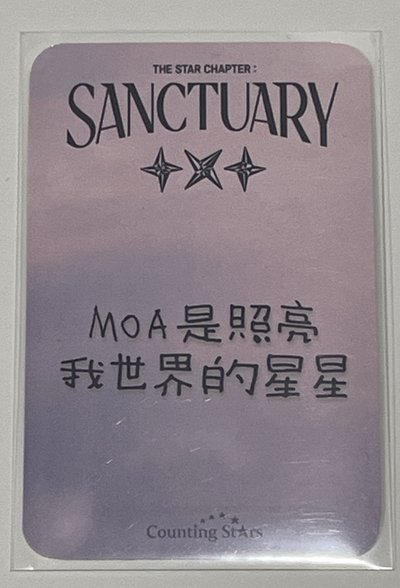 THE STAR CHAPTER:
SANCTUARY
MOA是照亮
我世界的星星
Counting StArs